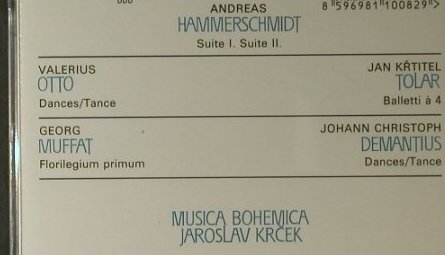 8 596981 100829 >
ANDREAS
HAMMERSCHMIDT
Suite I. Suite II.
VALERIUS
OTTO
Dances/Tance
JAN KŘTITEL
TOLAR
Balletti à 4
GEORG
MUFFAT
Florilegium primum
JOHANN CHRISTOPH
DEMANTIUS
Dances/Tance
MUSICA BOHEMICA
JAROSLAV KRČEK